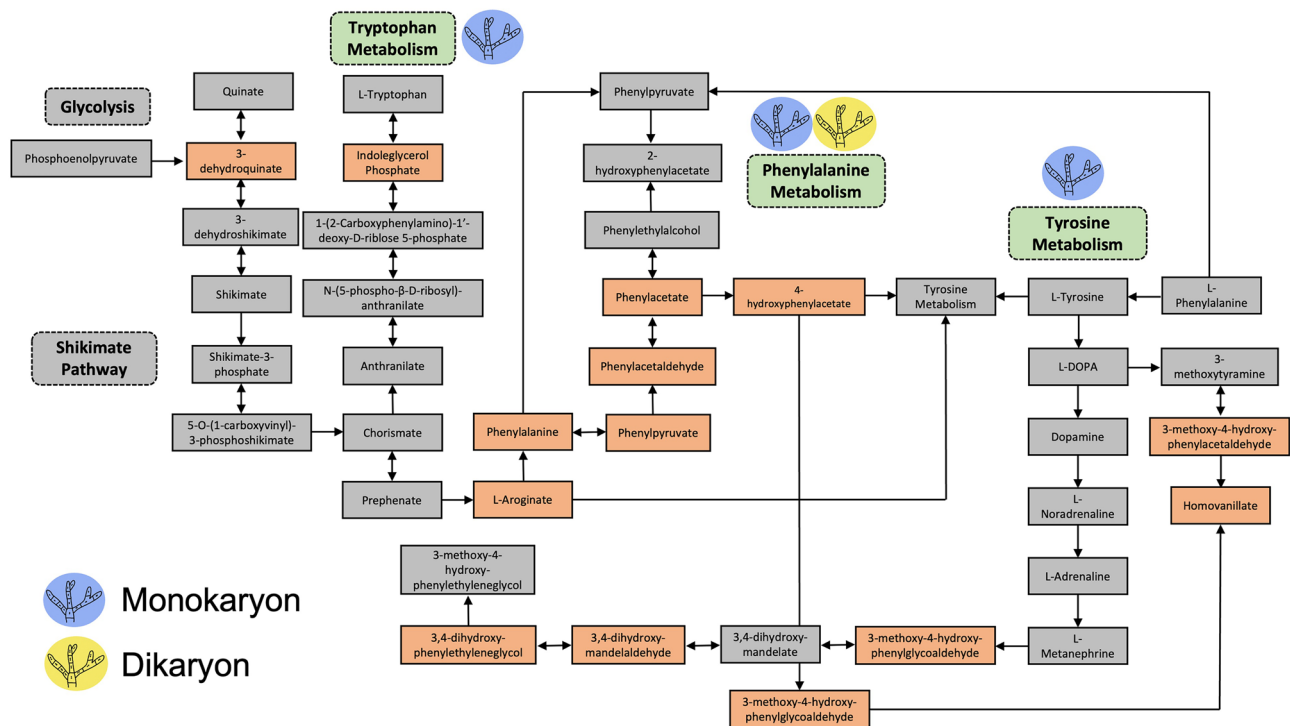 Tryptophan
Metabolism
Glycolysis
Quinate
L-Tryptophan
Phenylpyruvate
Phosphoenolpyruvate
3-
dehydroquinate
Indoleglycerol
Phosphate
2-
hydroxyphenylacetate
Phenylalanine
Metabolism
3-
dehydroshikimate
1-(2-Carboxyphenylamino)-1′-
deoxy-D-riblose 5-phosphate
Phenylethylalcohol
Tyrosine
Metabolism
Shikimate
N-(5-phospho-β-D-ribosyl)-
anthranilate
Phenylacetate
4-
hydroxyphenylacetate
Tyrosine
Metabolism
L-Tyrosine
L-
Phenylalanine
Shikimate
Pathway
Shikimate-3-
phosphate
Anthranilate
Phenylacetaldehyde
L-DOPA
3-
methoxytyramine
5-O-(1-carboxyvinyl)-
3-phosphoshikimate
Chorismate
Phenylalanine
Phenylpyruvate
Dopamine
3-methoxy-4-hydroxy-
phenylacetaldehyde
Prephenate
L-Aroginate
L-
Noradrenaline
Homovanillate
3-methoxy-4-
hydroxy-
phenylethyleneglycol
L-Adrenaline
Monokaryon
3,4-dihydroxy-
phenylethyleneglycol
3,4-dihydroxy-
mandelaldehyde
3,4-dihydroxy-
mandelate
3-methoxy-4-hydroxy-
phenylglycoaldehyde
L-
Metanephrine
Dikaryon
3-methoxy-4-hydroxy-
phenylglycoaldehyde